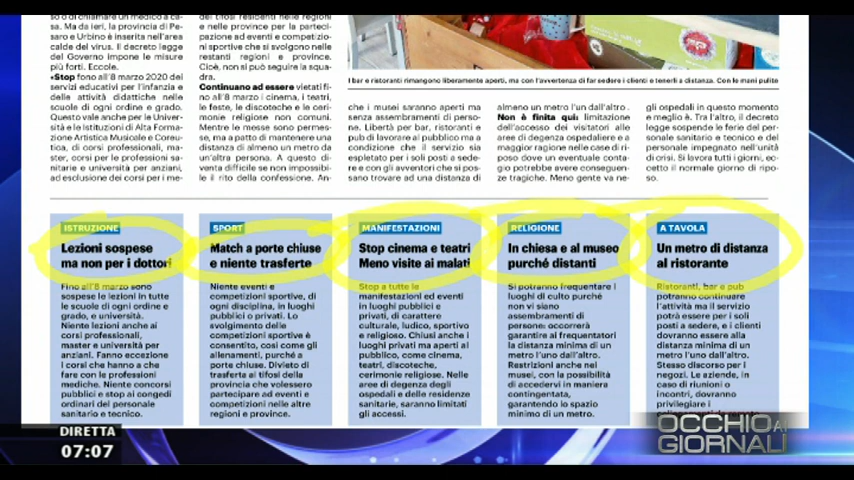 so o di chiamare un medico a ca-
sa. Ma da ieri, la provincia di Pe-
saro e Urbino è inserita nell'area
calde del virus. Il decreto legge
del Governo impone le misure
più forti. Eccole.
«Stop fono all'8 marzo 2020 dei
servizi educativi per l'infanzia e
delle attività didattiche nelle
scuole di ogni ordine e grado.
Questo vale anche per le Univer-
sità e le Istituzioni di Alta Forma-
zione Artistica Musicale e Coreu-
tica, di corsi professionali, ma-
ster, corsi per le professioni sa-
nitarie e università per anziani,
ad esclusione dei corsi per i me-
dei tifosi residenti nelle regioni
e nelle province per la parteci-
pazione ad eventi e competizio-
ni sportive che si svolgono nelle
restanti regioni e province.
Cioè, non si può seguire la squa-
dra.
Continuano ad essere vietati fi-
no all'8 marzo i cinema, i teatri,
le feste, le discoteche e le ceri-
monie religiose non comuni.
Mentre le messe sono permes-
se, ma a patto di mantenere una
distanza di almeno un metro da
un'altra persona. A questo di-
venta difficile se non impossibi-
le il rito della confessione. An-
I bar e ristoranti rimangono liberamente aperti, ma con l'avvertenza di far sedere i clienti e tenerli a distanza. Con le mani pulite
che i musei saranno aperti ma
senza assembramenti di perso-
ne. Libertà per bar, ristoranti e
pub di lavorare al pubblico ma a
condizione che il servizio sia
espletato per i soli posti a sede-
re e con gli avventori che si pos-
sano trovare ad una distanza di
almeno un metro l'un dall'altro .
Non è finita qui: limitazione
dell'accesso dei visitatori alle
aree di degenza ospedaliera e a
maggior ragione nelle case di ri-
poso dove un eventuale conta-
gio potrebbe avere conseguen-
ze tragiche. Meno gente va ne-
gli ospedali in questo momento
e meglio è. Tra l'altro, il decreto
legge sospende le ferie del per-
sonale sanitario e tecnico e del
personale impegnato nell'unità
di crisi. Si lavora tutti i giorni, ec-
cetto il normale giorno di ripo-
so.
ISTRUZIONE
Lezioni sospese
ma non per i dottori
Fino all'8 marzo sono
sospese le lezioni in tutte
le scuole di ogni ordine e
grado, e università.
Niente lezioni anche ai
corsi professionali,
master e università per
anziani. Fanno eccezione
i corsi che hanno a che
fare con le professioni
mediche. Niente concorsi
pubblici e stop ai congedi
ordinari del personale
sanitario e tecnico.
SPORT
Match a porte chiuse
e niente trasferte
Niente eventi e
competizioni sportive, di
ogni disciplina, in luoghi
pubblici o privati. Lo
svolgimento delle
competizioni sportive è
consentito, così come gli
allenamenti, purché a
porte chiuse. Divieto di
trasferta ai tifosi della
provincia che volessero
partecipare ad eventi e
competizioni nelle altre
regioni e province.
MANIFESTAZIONI
Stop cinema e teatri
Meno visite ai malati
Stop a tutte le
manifestazioni ed eventi
in luoghi pubblici e
privati, di carattere
culturale, ludico, sportivo
e religioso. Chiusi anche i
luoghi privati ma aperti al
pubblico, come cinema,
teatri, discoteche,
cerimonie religiose. Nelle
aree di degenza degli
ospedali e delle residenze
sanitarie, saranno limitati
gli accessi.
RELIGIONE
In chiesa e al museo
purché distanti
Si potranno frequentare i
luoghi di culto purché
non vi siano
assembramenti di
persone: occorrerà
garantire ai frequentatori
la distanza minima di un
metro l'uno dall'altro.
Restrizioni anche nei
musei, con la possibilità
di accedervi in maniera
contingentata,
garantendo lo spazio
minimo di un metro.
A TAVOLA
Un metro di distanza
al ristorante
Ristoranti, bar e pub
potranno continuare
l'attività ma il servizio
potrà essere per i soli
posti a sedere, e i clienti
dovranno essere alla
distanza minima di un
metro l'uno dall'altro.
Stesso discorso per i
negozi. Le aziende, in
caso di riunioni o
incontri, dovranno
privilegiare i
DIRETTA
07:07
OCCHIO AI
GIORNALI